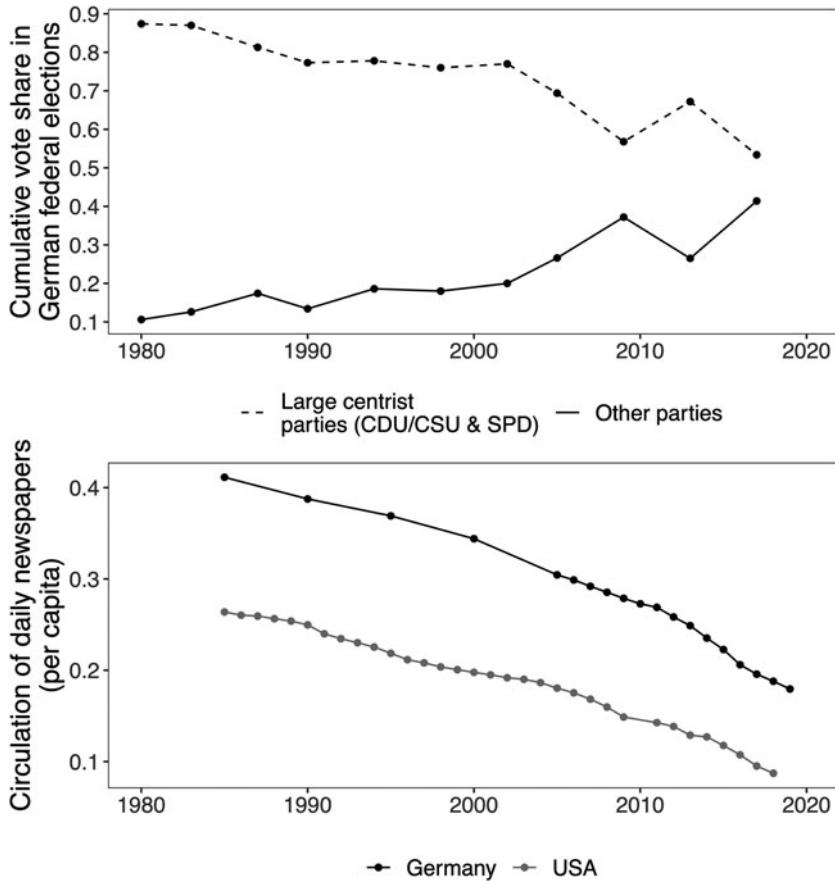 Cumulative vote share in
German federal elections
0.9
0.8
0.7
0.6
0.5
0.4
0.3
0.2
0.1
1980 1990 2000 2010 2020
Large centrist
parties (CDU/CSU & SPD)
Other parties
Circulation of daily newspapers
(per capita)
0.4
0.3
0.2
0.1
1980 1990 2000 2010 2020
Germany USA